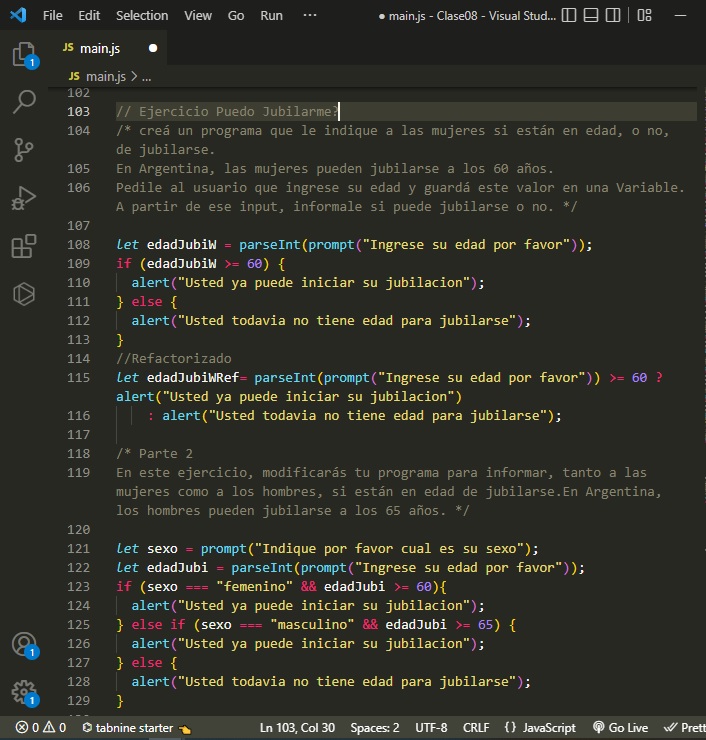 File Edit Selection View Go Run ··· ● main.js - Clase08 - Visual Stud...
JS main.js ●
JS main.js > ...
102
103 // Ejercicio Puedo Jubilarme?
104 /* creá un programa que le indique a las mujeres si están en edad, o no,
de jubilarse.
105 En Argentina, las mujeres pueden jubilarse a los 60 años.
106 Pedile al usuario que ingrese su edad y guardá este valor en una Variable.
A partir de ese input, informale si puede jubilarse o no. */
107
108 let edadJubiW = parseInt(prompt("Ingrese su edad por favor"));
109 if (edadJubiW >= 60) {
110 alert("Usted ya puede iniciar su jubilacion");
111 } else {
112 alert("Usted todavia no tiene edad para jubilarse");
113 }
114 //Refactorizado
115 let edadJubiWRef= parseInt(prompt("Ingrese su edad por favor")) >= 60 ?
alert("Usted ya puede iniciar su jubilacion")
116 : alert("Usted todavia no tiene edad para jubilarse");
117
118 /* Parte 2
119 En este ejercicio, modificarás tu programa para informar, tanto a las
mujeres como a los hombres, si están en edad de jubilarse.En Argentina,
los hombres pueden jubilarse a los 65 años. */
120
121 let sexo = prompt("Indique por favor cual es su sexo");
122 let edadJubi = parseInt(prompt("Ingrese su edad por favor"));
123 if (sexo === "femenino" && edadJubi >= 60){
124 alert("Usted ya puede iniciar su jubilacion");
125 } else if (sexo === "masculino" && edadJubi >= 65) {
126 alert("Usted ya puede iniciar su jubilacion");
127 } else {
128 alert("Usted todavia no tiene edad para jubilarse");
129 }
1
1
1
0 0 tabnine starter 👈 Ln 103, Col 30 Spaces: 2 UTF-8 CRLF {} JavaScript Go Live Prett